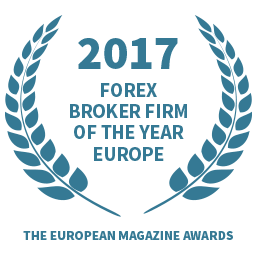 2017
FOREX
BROKER FIRM
OF THE YEAR
EUROPE
THE EUROPEAN MAGAZINE AWARDS